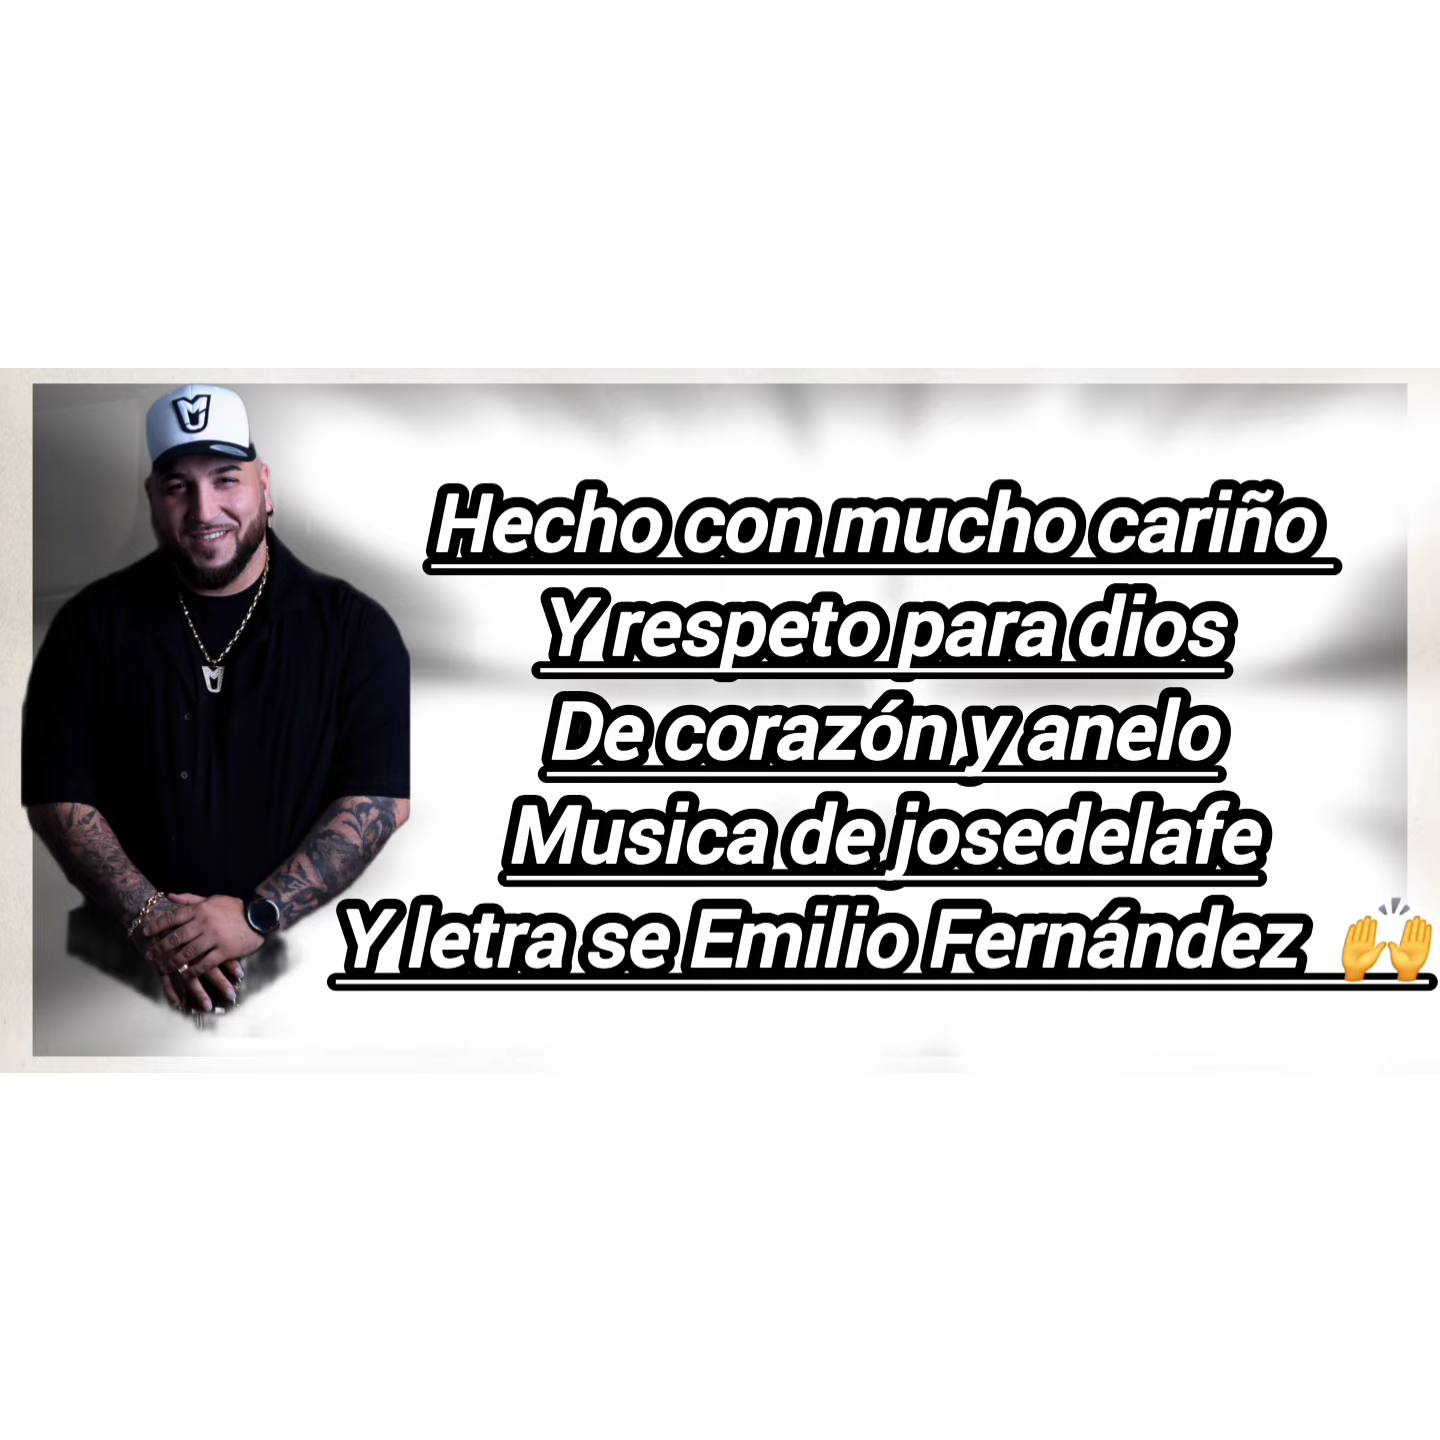 Hecho con mucho cariño
Y respeto para dios
De corazón y anelo
Musica de josedelafe
Y letra se Emilio Fernández 🙌